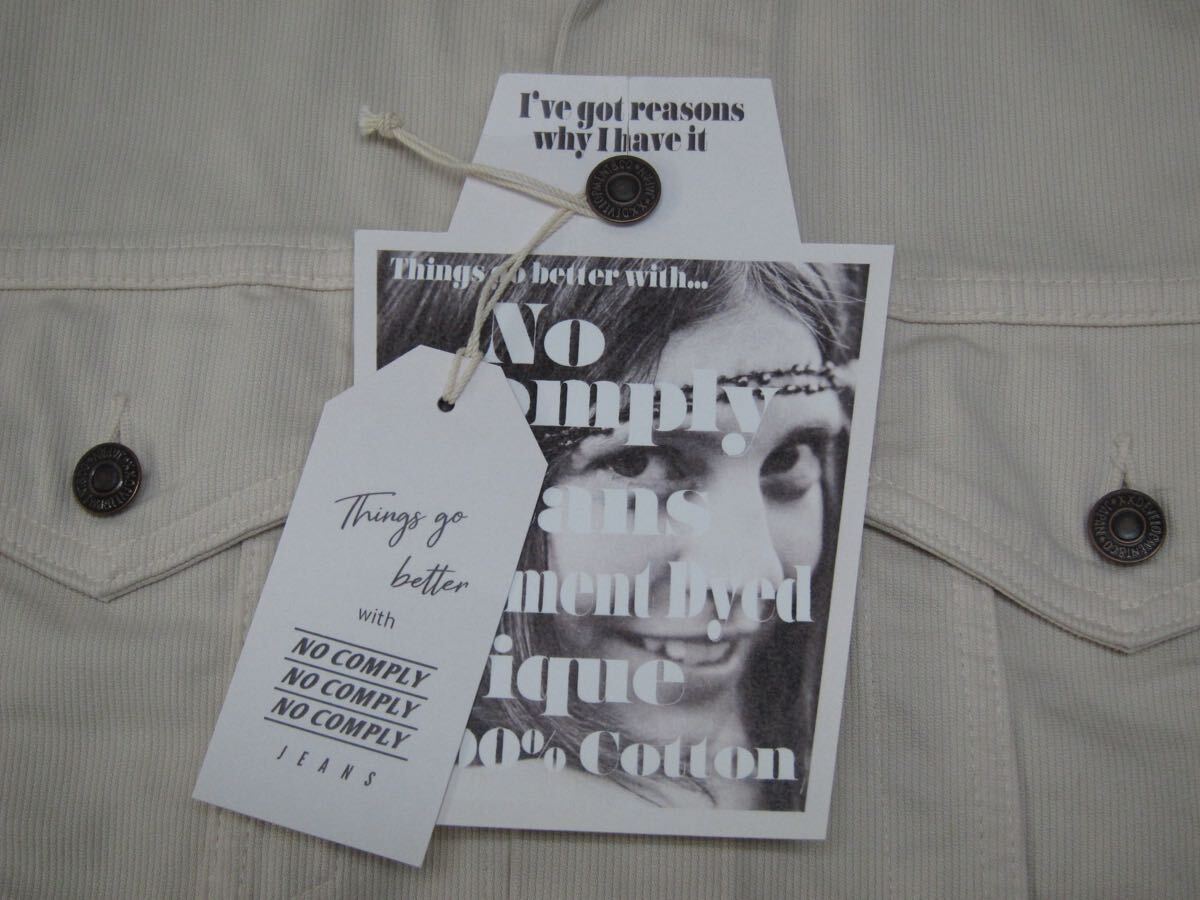 I've got reasons
why I have it
Things go better with...
No
omply
ans
ment Dyed
ique
00% Cotton
Things go
better
with
NO COMPLY
NO COMPLY
NO COMPLY
JEANS